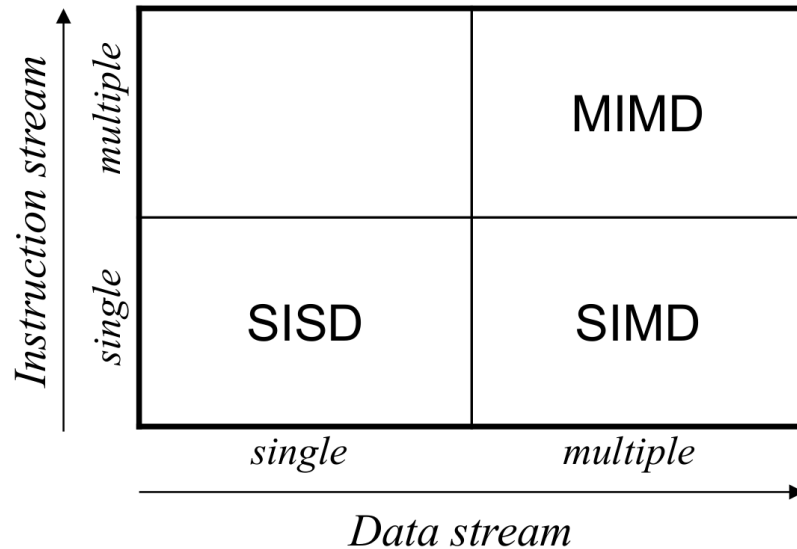 Instruction stream
multiple
single
MIMD
SISD
SIMD
single
multiple
Data stream